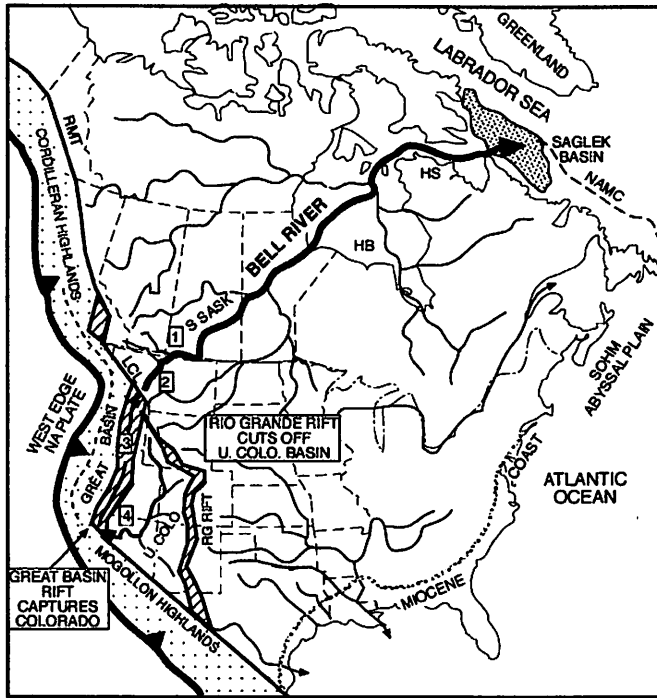 GREENLAND
LABRADOR SEA
SAGLEK
BASIN
NAMC
HS
RMT
CORDILLERAN HIGHLANDS
BELL RIVER
HB
S SASK
1
LCL
2
WEST EDGE
NA PLATE
GREAT BASIN
3
RIO GRANDE RIFT
CUTS OFF
U. COLO. BASIN
SOHM
ABYSSAL PLAIN
COAST
ATLANTIC
OCEAN
4
U COLO
RG RIFT
MIOCENE
GREAT BASIN
RIFT
CAPTURES
COLORADO
MOGOLLON HIGHLANDS